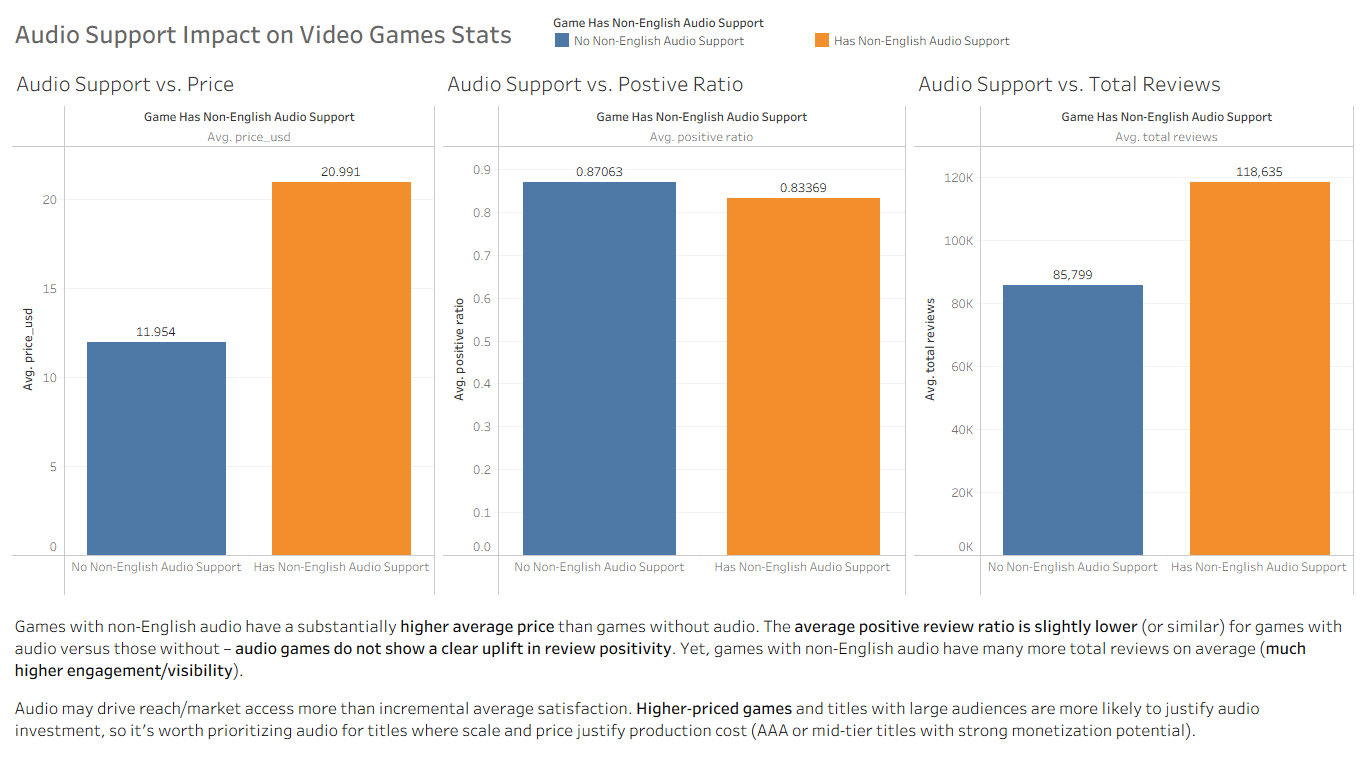 Audio Support Impact on Video Games Stats
Game Has Non-English Audio Support
No Non-English Audio Support
Has Non-English Audio Support
Audio Support vs. Price
Game Has Non-English Audio Support
Avg. price_usd
20.991
11.954
20
15
10
5
0
Avg. price_usd
No Non-English Audio Support
Has Non-English Audio Support
Audio Support vs. Postive Ratio
Game Has Non-English Audio Support
Avg. positive ratio
0.87063
0.83369
0.9
0.8
0.7
0.6
0.5
0.4
0.3
0.2
0.1
0.0
Avg. positive ratio
No Non-English Audio Support
Has Non-English Audio Support
Audio Support vs. Total Reviews
Game Has Non-English Audio Support
Avg. total reviews
118,635
85,799
120K
100K
80K
60K
40K
20K
0K
Avg. total reviews
No Non-English Audio Support
Has Non-English Audio Support
Games with non-English audio have a substantially higher average price than games without audio. The average positive review ratio is slightly lower (or similar) for games with
audio versus those without – audio games do not show a clear uplift in review positivity. Yet, games with non-English audio have many more total reviews on average (much
higher engagement/visibility).
Audio may drive reach/market access more than incremental average satisfaction. Higher-priced games and titles with large audiences are more likely to justify audio
investment, so it's worth prioritizing audio for titles where scale and price justify production cost (AAA or mid-tier titles with strong monetization potential).